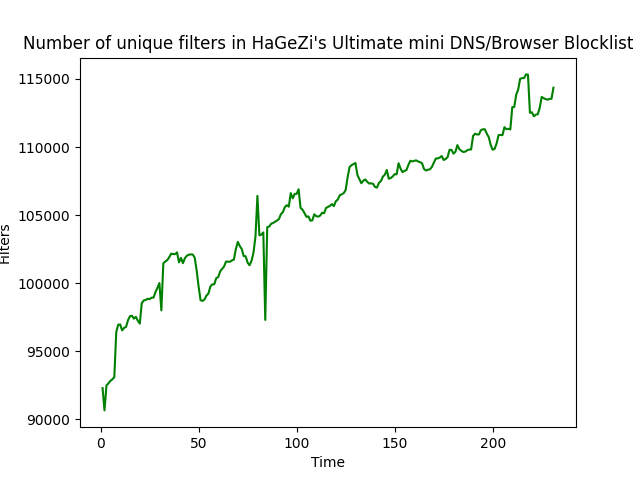 Number of unique filters in HaGeZi's Ultimate mini DNS/Browser Blocklist
115000
110000
105000
100000
95000
90000
Filters
0 50 100 150 200
Time